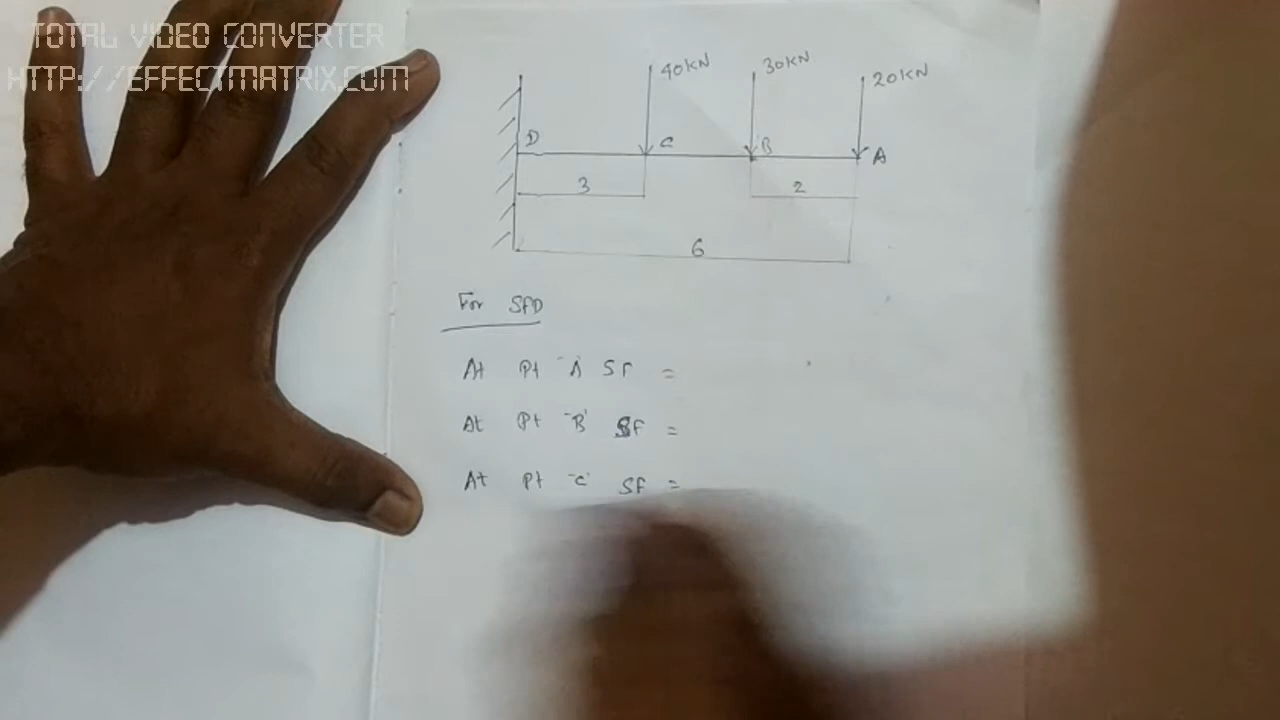 TOTAL VIDEO CONVERTER
HTTP://EFFECTMATRIX.COM
40KN
30KN
20KN
D
C
B
A
3
2
6
For SFD
At Pt 'A' SF =
At Pt 'B' SF =
At Pt 'C' SF =